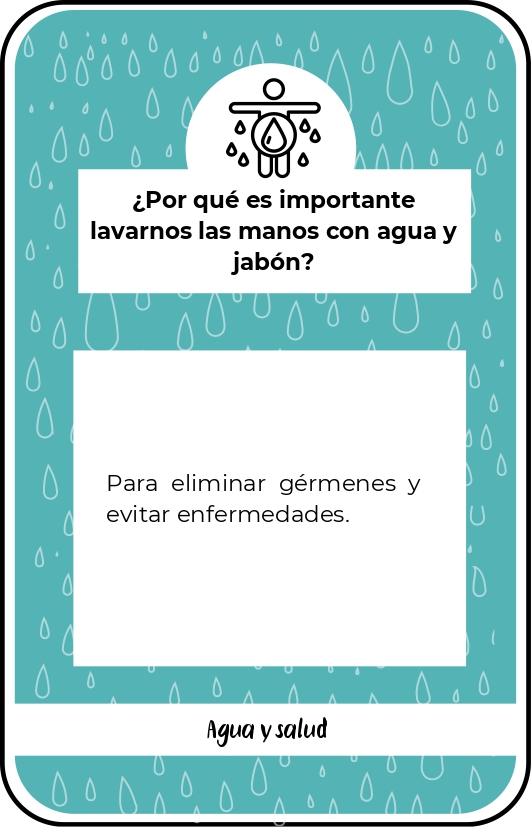 ¿Por qué es importante
lavarnos las manos con agua y
jabón?
Para eliminar gérmenes y
evitar enfermedades.
Agua y salud